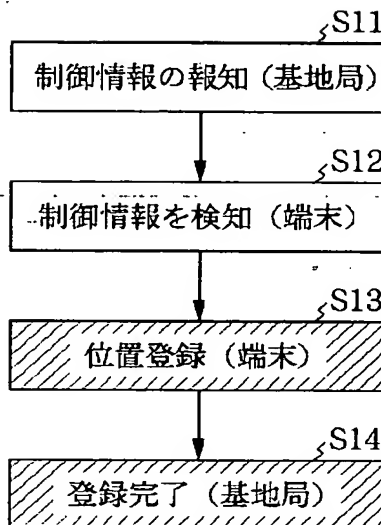 S11
制御情報の報知（基地局）
S12
制御情報を検知（端末）
S13
位置登録（端末）
S14
登録完了（基地局）